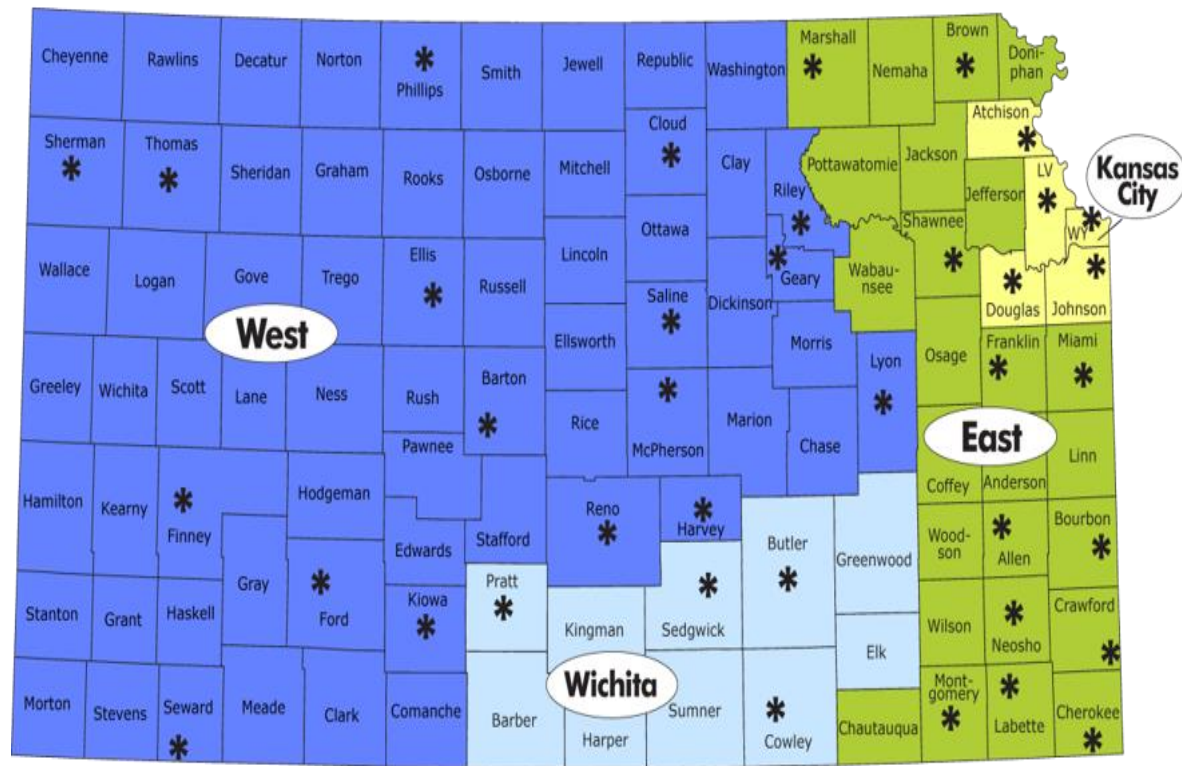 Cheyenne
Rawlins
Decatur
Norton
Phillips
Smith
Jewell
Republic
Washington
Marshall
Nemaha
Brown
Doni-
phan
Sherman
Thomas
Sheridan
Graham
Rooks
Osborne
Mitchell
Cloud
Clay
Riley
Pottawatomie
Jackson
Atchison
Jefferson
LV
Kansas
City
WY
Wallace
Logan
Gove
Trego
Ellis
Russell
Lincoln
Ottawa
Saline
Dickinson
Geary
Wabau-
nsee
Shawnee
Douglas
Johnson
West
Ellsworth
Morris
Lyon
Osage
Franklin
Miami
Greeley
Wichita
Scott
Lane
Ness
Rush
Barton
Rice
McPherson
Marion
Chase
East
Pawnee
Coffey
Anderson
Linn
Hamilton
Kearny
Finney
Hodgeman
Edwards
Stafford
Reno
Harvey
Butler
Greenwood
Wood-
son
Allen
Bourbon
Gray
Ford
Kiowa
Pratt
Kingman
Sedgwick
Elk
Wilson
Neosho
Crawford
Stanton
Grant
Haskell
Wichita
Morton
Stevens
Seward
Meade
Clark
Comanche
Barber
Harper
Sumner
Cowley
Chautauqua
Mont-
gomery
Labette
Cherokee